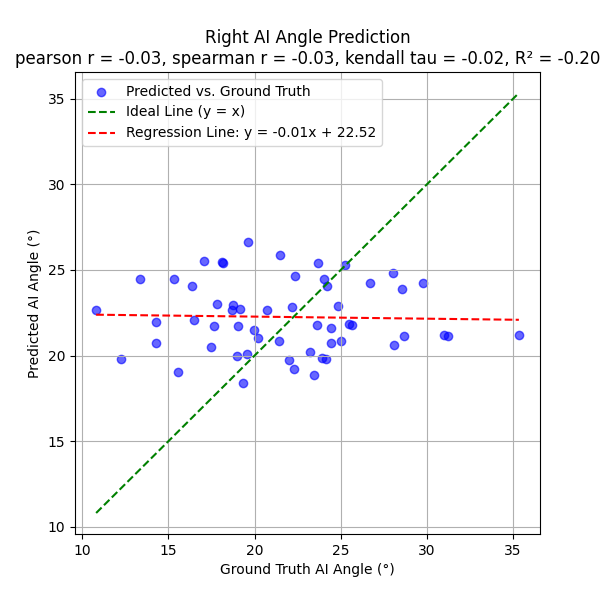 Right AI Angle Prediction
pearson r = -0.03, spearman r = -0.03, kendall tau = -0.02, R² = -0.20
Predicted vs. Ground Truth
Ideal Line (y = x)
Regression Line: y = -0.01x + 22.52
35
30
25
20
15
10
Predicted AI Angle (°)
10 15 20 25 30 35
Ground Truth AI Angle (°)